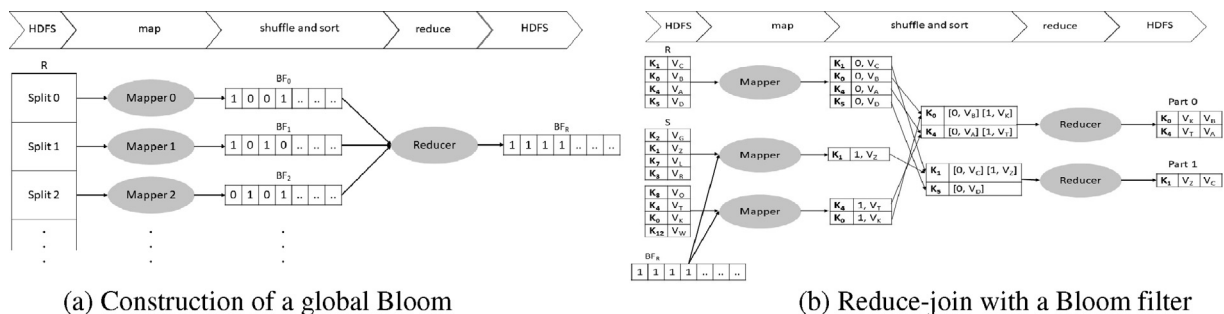 HDFS map shuffle and sort reduce HDFS
R
Split 0 Mapper 0 BF0 1 0 0 1 .. .. ..
Split 1 Mapper 1 BF1 1 0 1 0 .. .. ..
Reducer BFR 1 1 1 1 .. .. ..
Split 2 Mapper 2 BF2 0 1 0 1 .. .. ..
(a) Construction of a global Bloom
HDFS map shuffle and sort reduce HDFS
R
K1 VC
K0 VB
K4 VA
K5 VD
Mapper
K1 0, VC
K0 0, VB
K4 0, VA
K5 0, VD
S
K2 VG
K1 VZ
K7 VL
K3 VR
Mapper
K1 1, VZ
VO
K4 VT
K0 VK
K12 VW
Mapper
K4 1, VT
K0 1, VK
BFR
1 1 1 1 .. .. ..
K0 [0, VB] [1, VK]
K4 [0, VA] [1, VT]
Reducer
Part 0
K0 VK VB
K4 VT VA
K1 [0, VC] [1, VZ]
K5 [0, VD]
Reducer
Part 1
K1 VZ VC
(b) Reduce-join with a Bloom filter